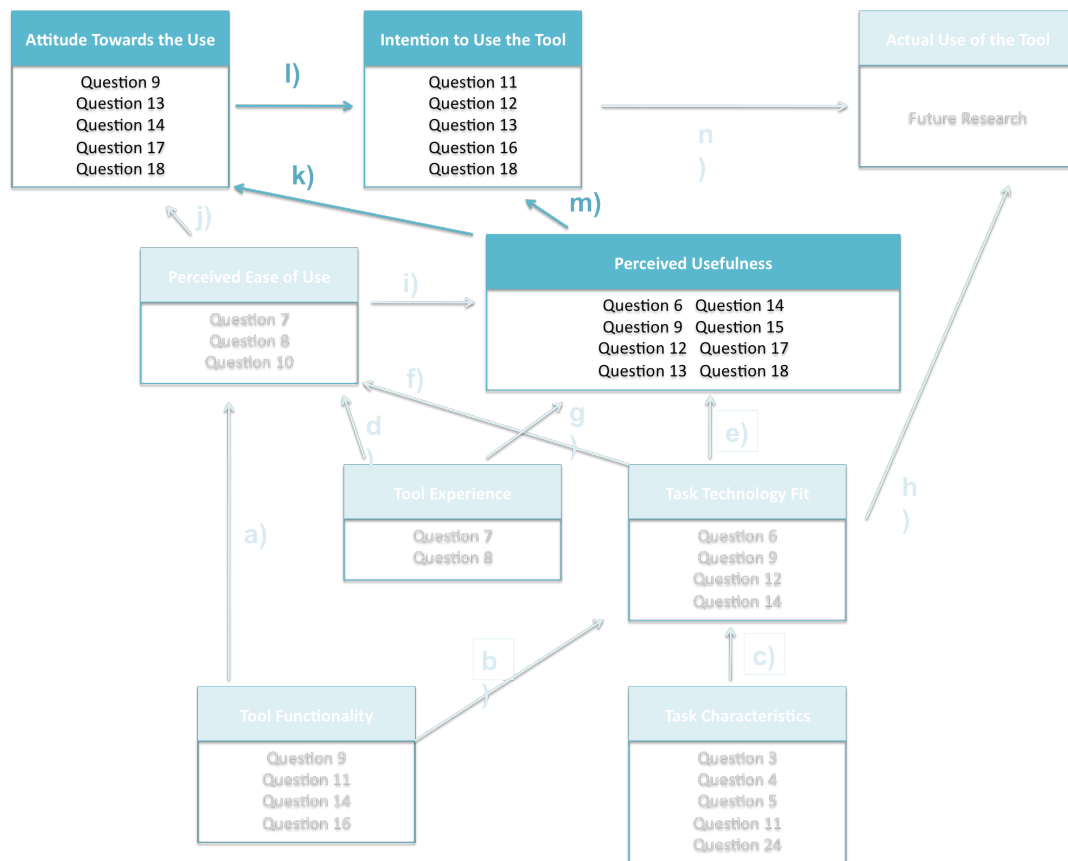 Attitude Towards the Use
Question 9
Question 13
Question 14
Question 17
Question 18
l)
Intention to Use the Tool
Question 11
Question 12
Question 13
Question 16
Question 18
n
)
Actual Use of the Tool
Future Research
k)
m)
j)
Perceived Ease of Use
Question 7
Question 8
Question 10
i)
Perceived Usefulness
Question 6 Question 14
Question 9 Question 15
Question 12 Question 17
Question 13 Question 18
f)
d
)
g
)
e)
h
)
a)
Tool Experience
Question 7
Question 8
Task Technology Fit
Question 6
Question 9
Question 12
Question 14
b
)
c)
Tool Functionality
Question 9
Question 11
Question 14
Question 16
Task Characteristics
Question 3
Question 4
Question 5
Question 11
Question 24